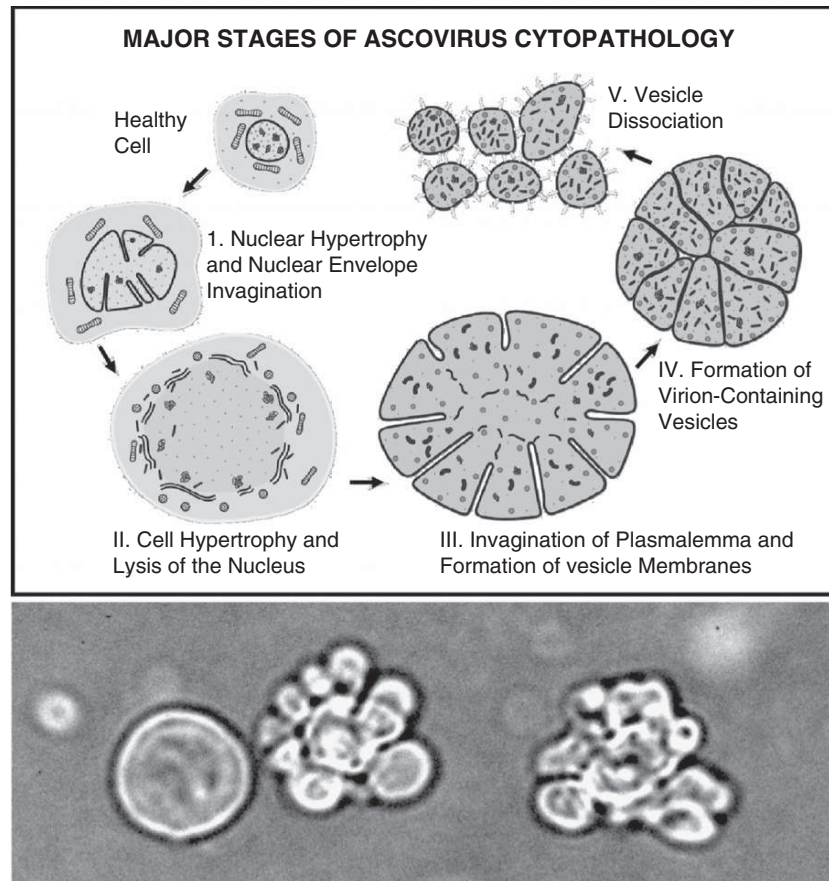 MAJOR STAGES OF ASCOVIRUS CYTOPATHOLOGY
Healthy
Cell
1. Nuclear Hypertrophy
and Nuclear Envelope
Invagination
II. Cell Hypertrophy and
Lysis of the Nucleus
III. Invagination of Plasmalemma and
Formation of vesicle Membranes
IV. Formation of
Virion-Containing
Vesicles
V. Vesicle
Dissociation